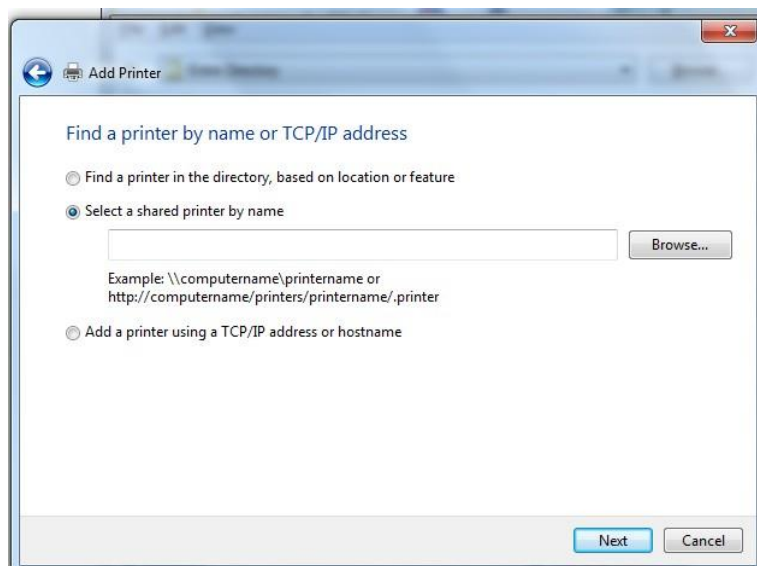 Add Printer
Find a printer by name or TCP/IP address
Find a printer in the directory, based on location or feature
Select a shared printer by name
Browse...
Example: \\computername\printername or
http://computername/printers/printername/.printer
Add a printer using a TCP/IP address or hostname
Next Cancel